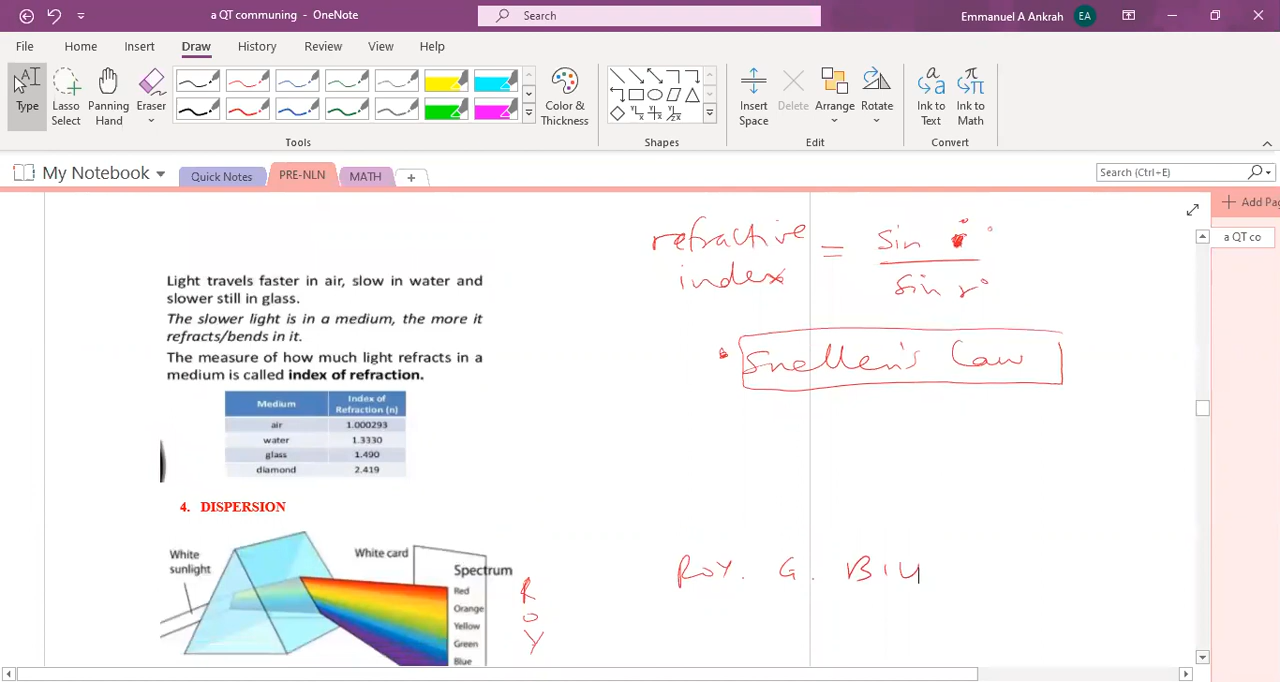 a QT communing - OneNote
Search
Emmanuel A Ankrah
EA
File Home Insert Draw History Review View Help
Type
Lasso Select
Panning Hand
Eraser
Color & Thickness
Insert Space
Delete
Arrange
Rotate
Ink to Text
Ink to Math
Tools
Shapes
Edit
Convert
My Notebook
Quick Notes
PRE-NLN
MATH
Search (Ctrl+E)
Add Pag
a QT co
Light travels faster in air, slow in water and
slower still in glass.
The slower light is in a medium, the more it
refracts/bends in it.
The measure of how much light refracts in a
medium is called index of refraction.
Medium Index of Refraction (n)
air 1.000293
water 1.3330
glass 1.490
diamond 2.419
refractive index = sin i° / sin r°
Snellen's Law
4. DISPERSION
White sunlight
White card
Spectrum
Red
Orange
Yellow
Green
Blue
R
O
Y
ROY. G. BIV